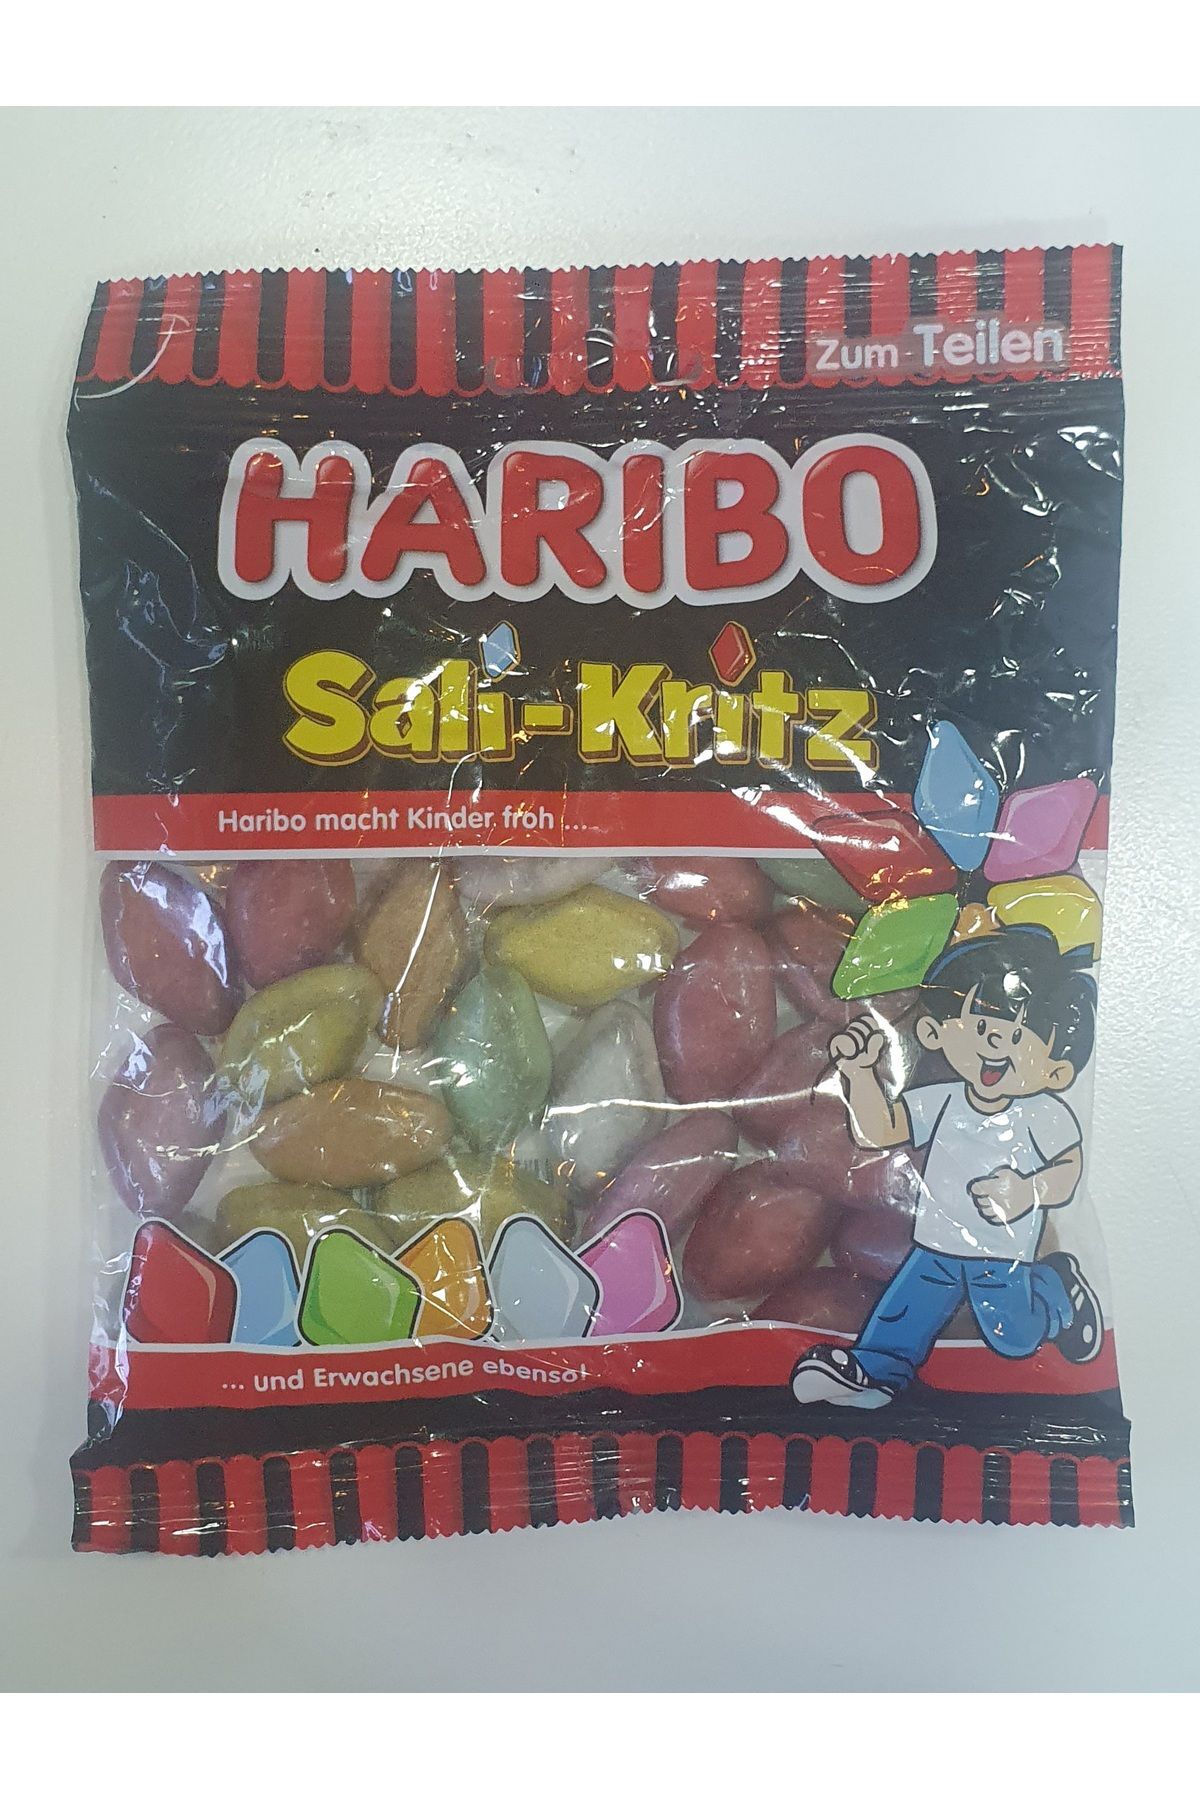 Zum Teilen
HARIBO
Sali-Kritz
Haribo macht Kinder froh ...
... und Erwachsene ebenso!